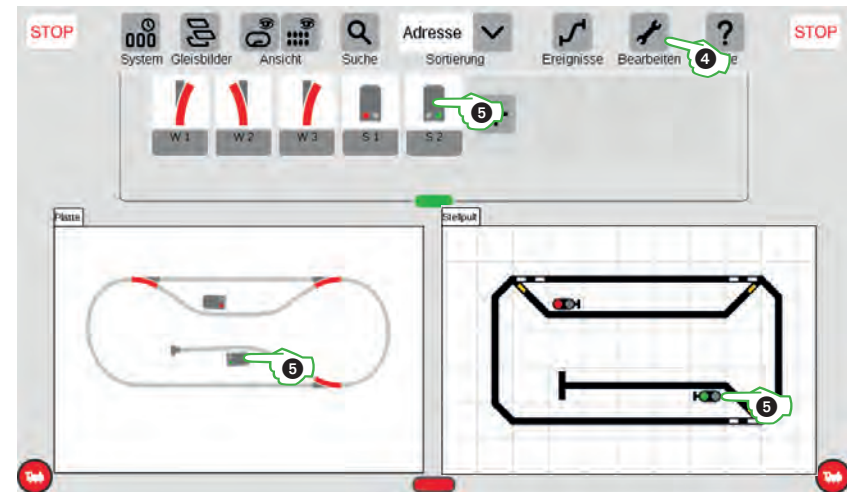 STOP
Adresse
?
STOP
System Gleisbilder Ansicht Suche Sortierung Ereignisse Bearbeiten
4
5
W 1 W 2 W 3 S 1 S 2
Platte
Stellpult
5
5